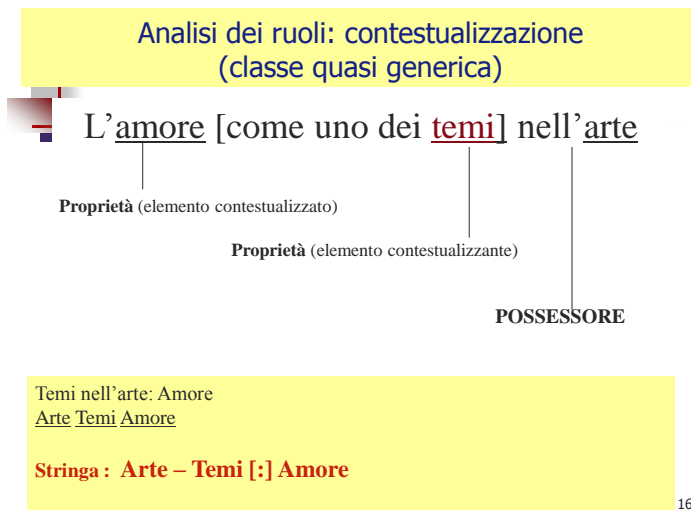 Analisi dei ruoli: contestualizzazione
(classe quasi generica)
L'amore [come uno dei temi] nell'arte
Proprietà (elemento contestualizzato)
Proprietà (elemento contestualizzante)
POSSESSORE
Temi nell'arte: Amore
Arte Temi Amore
Stringa : Arte – Temi [:] Amore
16